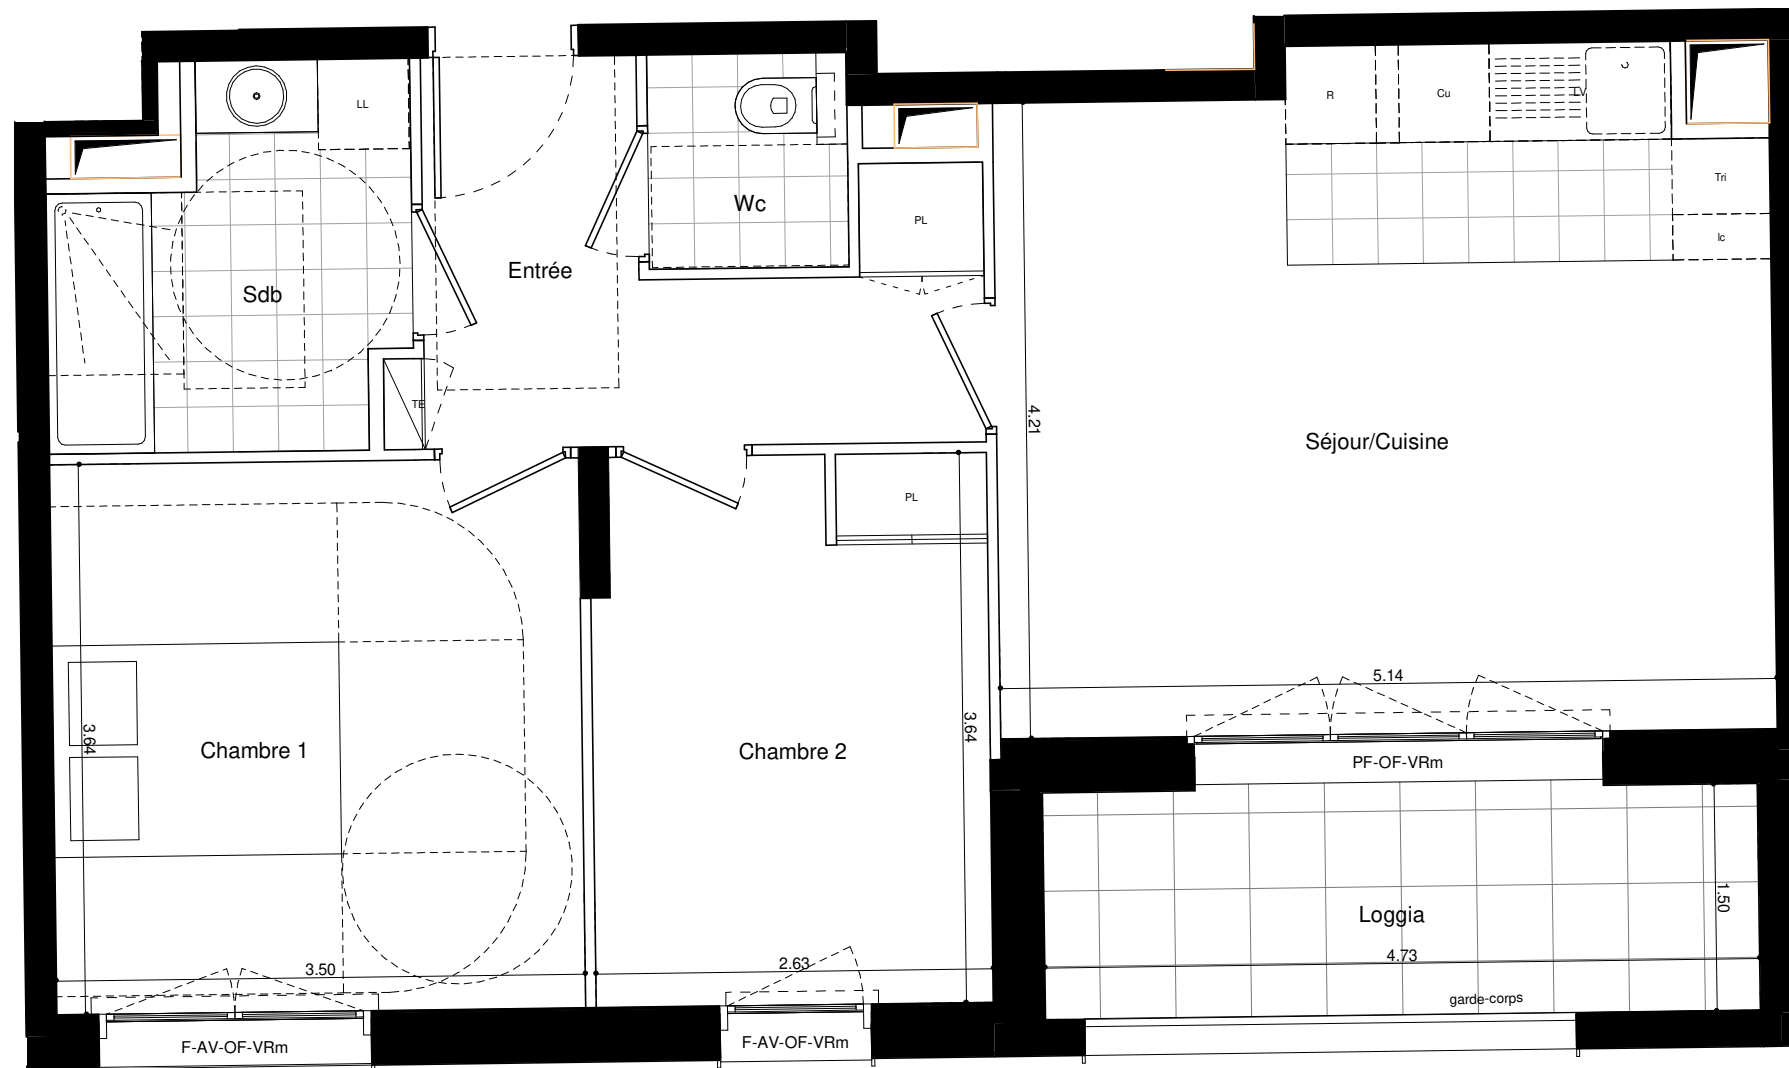 LL
R
Cu
LV
Tri
Ic
Wc
PL
Entrée
Sdb
TE
4.21
Séjour/Cuisine
PL
5.14
3.64
Chambre 1
Chambre 2
3.64
PF-OF-VRm
Loggia
1.50
4.73
3.50
2.63
garde-corps
F-AV-OF-VRm
F-AV-OF-VRm